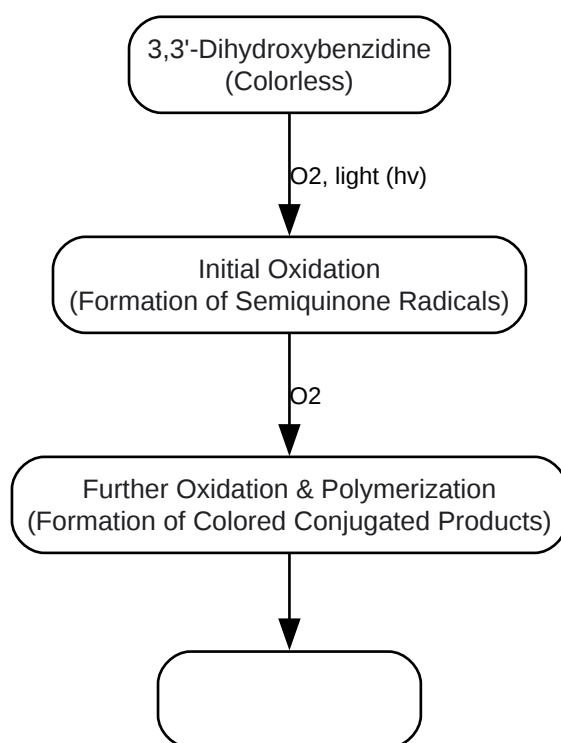 3,3'-Dihydroxybenzidine
(Colorless)
O2, light (hv)
Initial Oxidation
(Formation of Semiquinone Radicals)
O2
Further Oxidation & Polymerization
(Formation of Colored Conjugated Products)